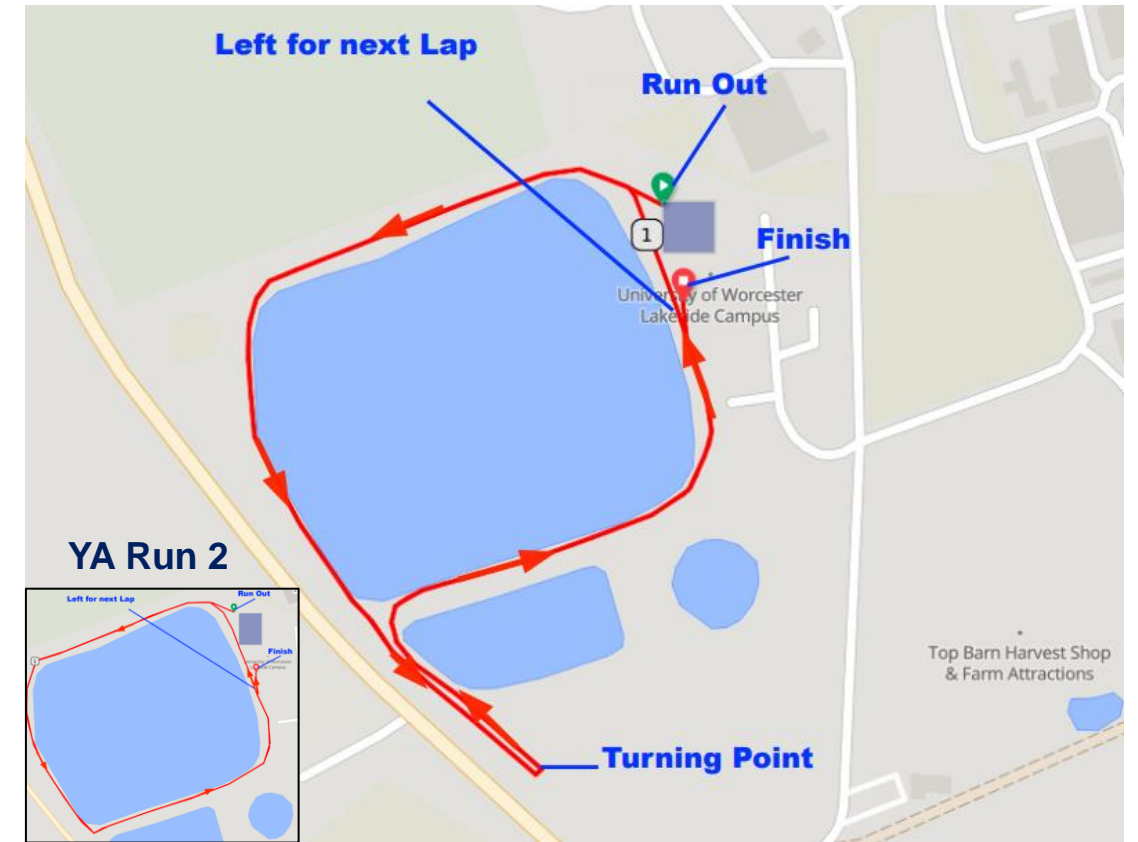 Left for next Lap
Run Out
1
Finish
University of Worcester
Lakeside Campus
YA Run 2
Left for next Lap
Run Out
1
Finish
Top Barn Harvest Shop
& Farm Attractions
Turning Point